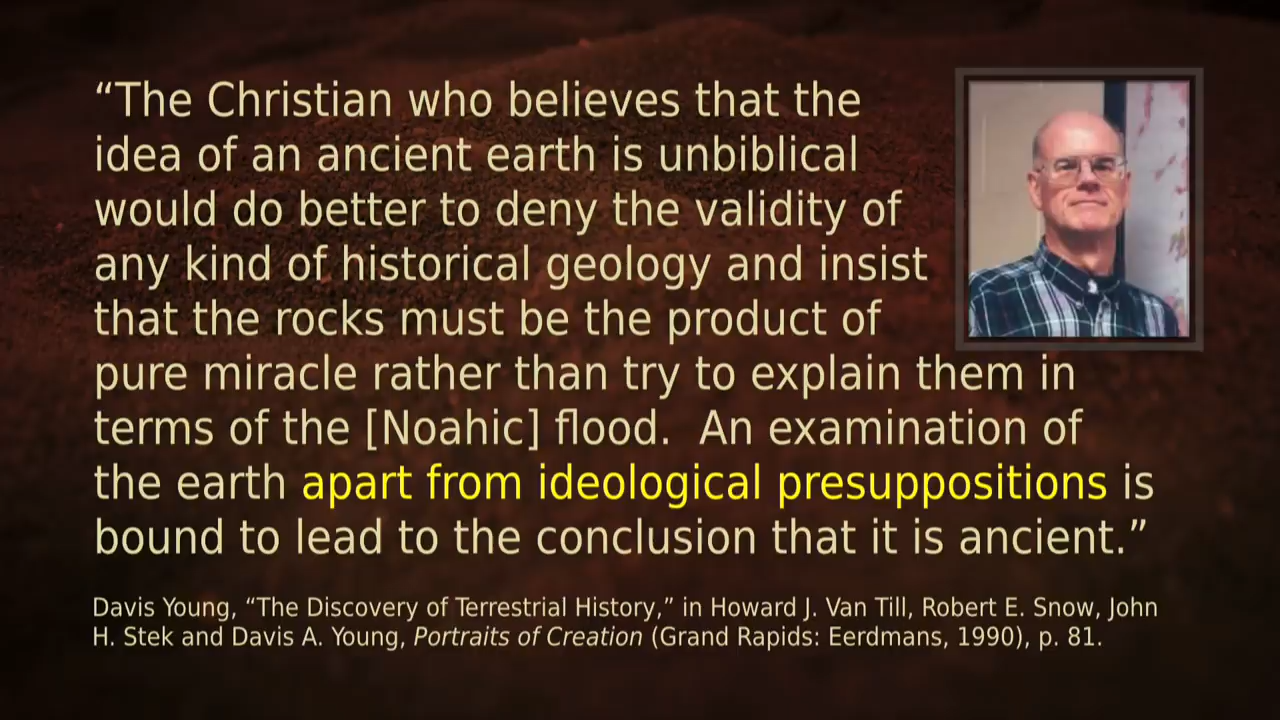 “The Christian who believes that the
idea of an ancient earth is unbiblical
would do better to deny the validity of
any kind of historical geology and insist
that the rocks must be the product of
pure miracle rather than try to explain them in
terms of the [Noahic] flood.  An examination of
the earth apart from ideological presuppositions is
bound to lead to the conclusion that it is ancient.”
Davis Young, “The Discovery of Terrestrial History,” in Howard J. Van Till, Robert E. Snow, John
H. Stek and Davis A. Young, Portraits of Creation (Grand Rapids: Eerdmans, 1990), p. 81.